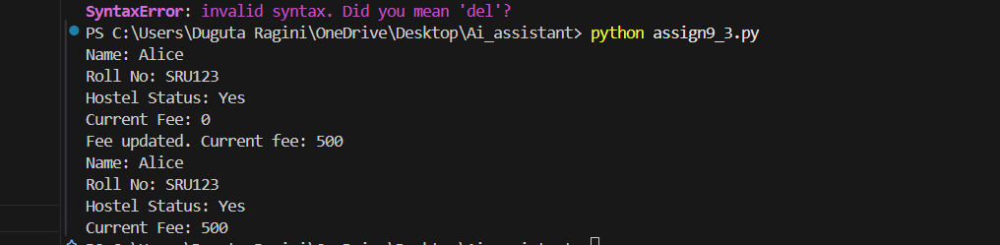 SyntaxError: invalid syntax. Did you mean 'del'?
PS C:\Users\Duguta Ragini\OneDrive\Desktop\Ai_assistant> python assign9_3.py
Name: Alice
Roll No: SRU123
Hostel Status: Yes
Current Fee: 0
Fee updated. Current fee: 500
Name: Alice
Roll No: SRU123
Hostel Status: Yes
Current Fee: 500